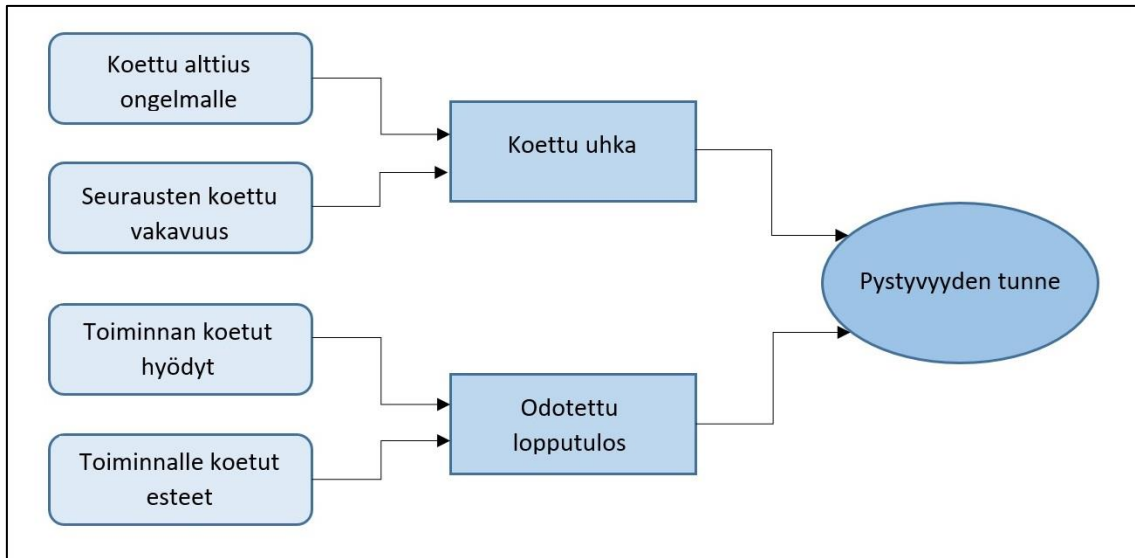 Koettu alttius
ongelmalle
Seurausten koettu
vakavuus
Toiminnan koetut
hyödyt
Toiminnalle koetut
esteet
Koettu uhka
Odotettu
lopputulos
Pystyvyyden tunne